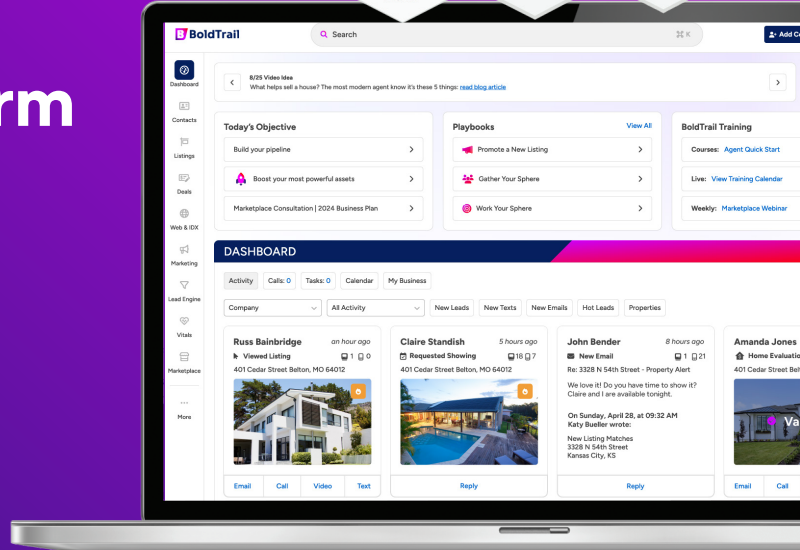 rm
BoldTrail
Search
⌘ K
Add Co
Dashboard
Contacts
Listings
Deals
Web & IDX
Marketing
Lead Engine
Vitals
Marketplace
More
8/25 Video Idea
What helps sell a house? The most modern agent know it's these 5 things: read blog article
Today's Objective
Build your pipeline
Boost your most powerful assets
Marketplace Consultation | 2024 Business Plan
Playbooks
View All
Promote a New Listing
Gather Your Sphere
Work Your Sphere
BoldTrail Training
Courses: Agent Quick Start
Live: View Training Calendar
Weekly: Marketplace Webinar
DASHBOARD
Activity
Calls: 0
Tasks: 0
Calendar
My Business
Company
All Activity
New Leads
New Texts
New Emails
Hot Leads
Properties
Russ Bainbridge
an hour ago
Viewed Listing
1 0
401 Cedar Street Belton, MO 64012
Email
Call
Video
Text
Claire Standish
5 hours ago
Requested Showing
18 7
401 Cedar Street Belton, MO 64012
Reply
John Bender
8 hours ago
New Email
1 21
Re: 3328 N 54th Street - Property Alert
We love it! Do you have time to show it?
Claire and I are available tonight.
On Sunday, April 28, at 09:32 AM
Katy Bueller wrote:
New Listing Matches
3328 N 54th Street
Kansas City, KS
Reply
Amanda Jones
Home Evaluatio
401 Cedar Street Bel
Va
Email
Call